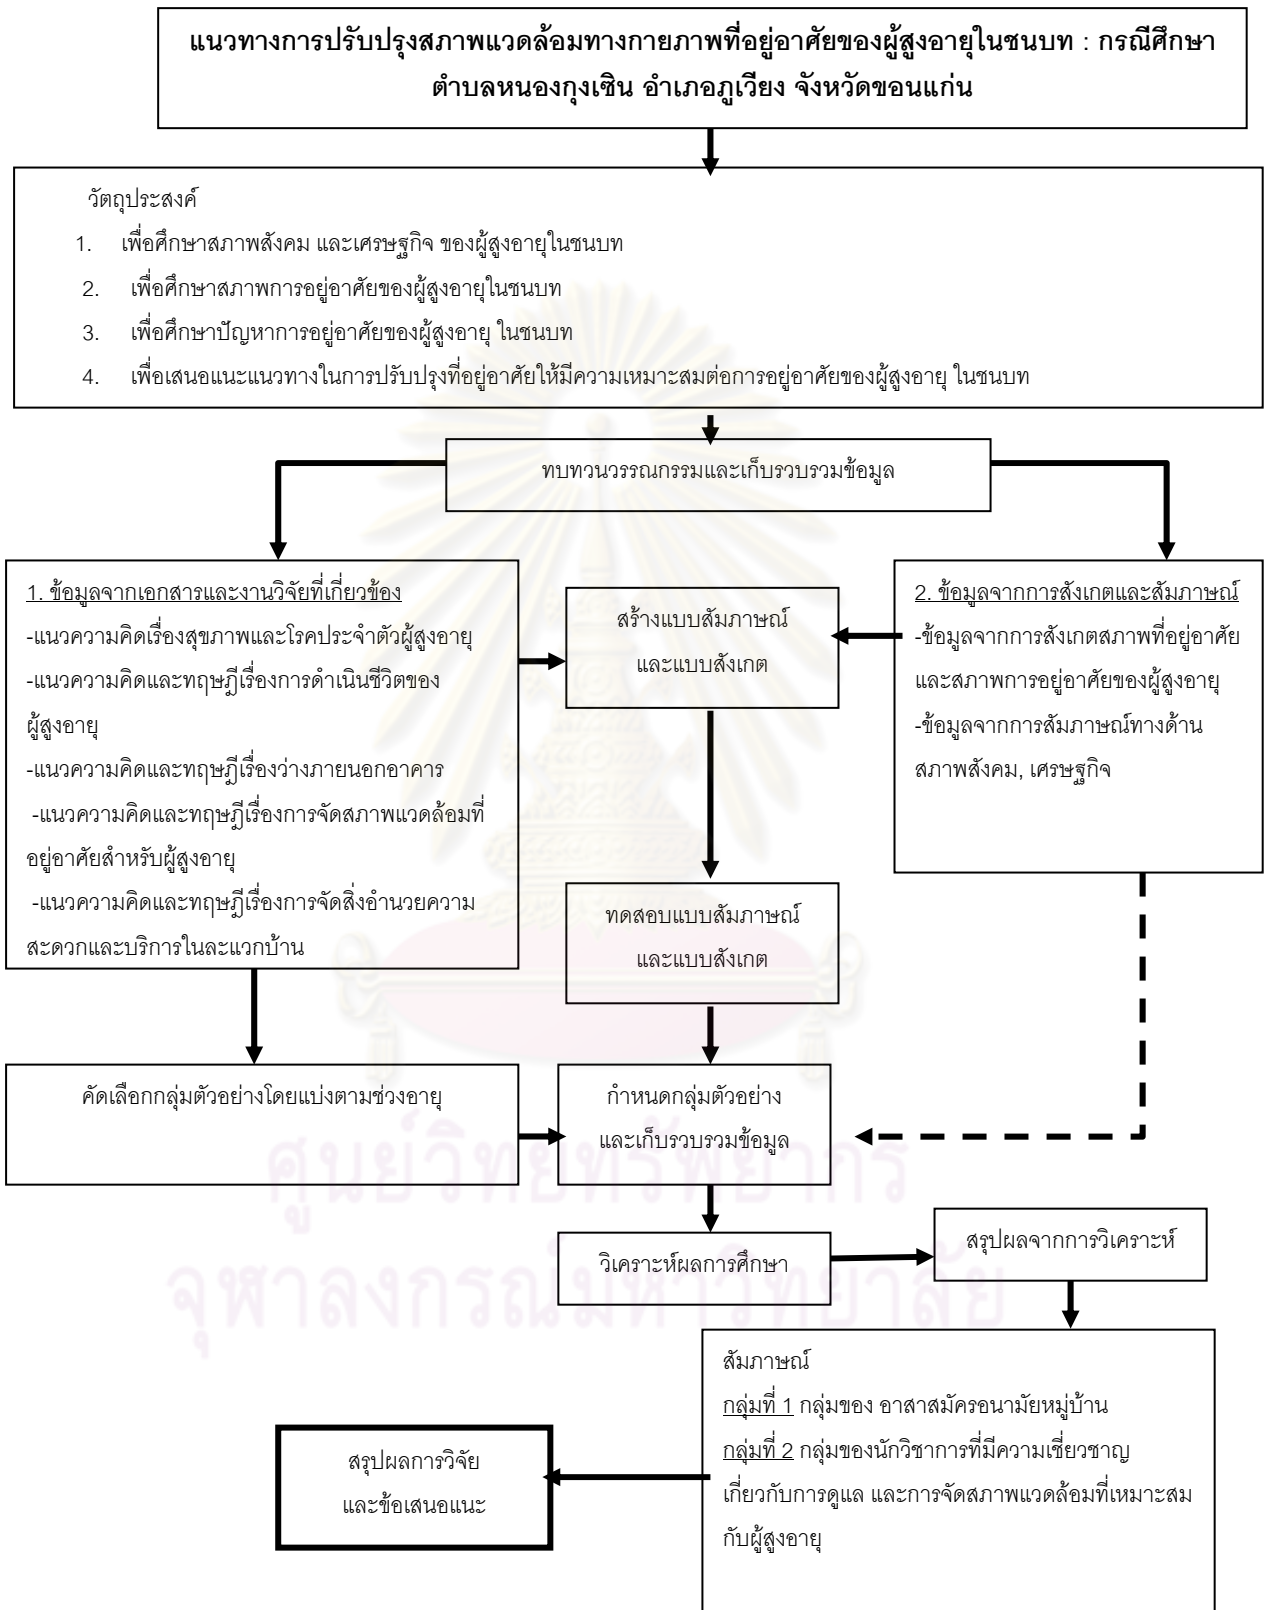 แนวทางการปรับปรุงสภาพแวดล้อมทางกายภาพที่อยู่อาศัยของผู้สูงอายุในชนบท : กรณีศึกษา
ตำบลหนองกุงเซิน อำเภอภูเวียง จังหวัดขอนแก่น
วัตถุประสงค์
1. เพื่อศึกษาสภาพสังคม และเศรษฐกิจ ของผู้สูงอายุในชนบท
2. เพื่อศึกษาสภาพการอยู่อาศัยของผู้สูงอายุในชนบท
3. เพื่อศึกษาปัญหาการอยู่อาศัยของผู้สูงอายุ ในชนบท
4. เพื่อเสนอแนะแนวทางในการปรับปรุงที่อยู่อาศัยให้มีความเหมาะสมต่อการอยู่อาศัยของผู้สูงอายุ ในชนบท
ทบทวนวรรณกรรมและเก็บรวบรวมข้อมูล
1. ข้อมูลจากเอกสารและงานวิจัยที่เกี่ยวข้อง
-แนวความคิดเรื่องสุขภาพและโรคประจำตัวผู้สูงอายุ
-แนวความคิดและทฤษฎีเรื่องการดำเนินชีวิตของ
ผู้สูงอายุ
-แนวความคิดและทฤษฎีเรื่องว่างภายนอกอาคาร
-แนวความคิดและทฤษฎีเรื่องการจัดสภาพแวดล้อมที่
อยู่อาศัยสำหรับผู้สูงอายุ
-แนวความคิดและทฤษฎีเรื่องการจัดสิ่งอำนวยความ
สะดวกและบริการในละแวกบ้าน
สร้างแบบสัมภาษณ์
และแบบสังเกต
2. ข้อมูลจากการสังเกตและสัมภาษณ์
-ข้อมูลจากการสังเกตสภาพที่อยู่อาศัย
และสภาพการอยู่อาศัยของผู้สูงอายุ
-ข้อมูลจากการสัมภาษณ์ทางด้าน
สภาพสังคม, เศรษฐกิจ
ทดสอบแบบสัมภาษณ์
และแบบสังเกต
คัดเลือกกลุ่มตัวอย่างโดยแบ่งตามช่วงอายุ
กำหนดกลุ่มตัวอย่าง
และเก็บรวบรวมข้อมูล
ศูนย์วิทยทรัพยากร
จุฬาลงกรณ์มหาวิทยาลัย
วิเคราะห์ผลการศึกษา
สรุปผลจากการวิเคราะห์
สัมภาษณ์
กลุ่มที่ 1 กลุ่มของ อาสาสมัครอนามัยหมู่บ้าน
กลุ่มที่ 2 กลุ่มของนักวิชาการที่มีความเชี่ยวชาญ
เกี่ยวกับการดูแล และการจัดสภาพแวดล้อมที่เหมาะสม
กับผู้สูงอายุ
สรุปผลการวิจัย
และข้อเสนอแนะ